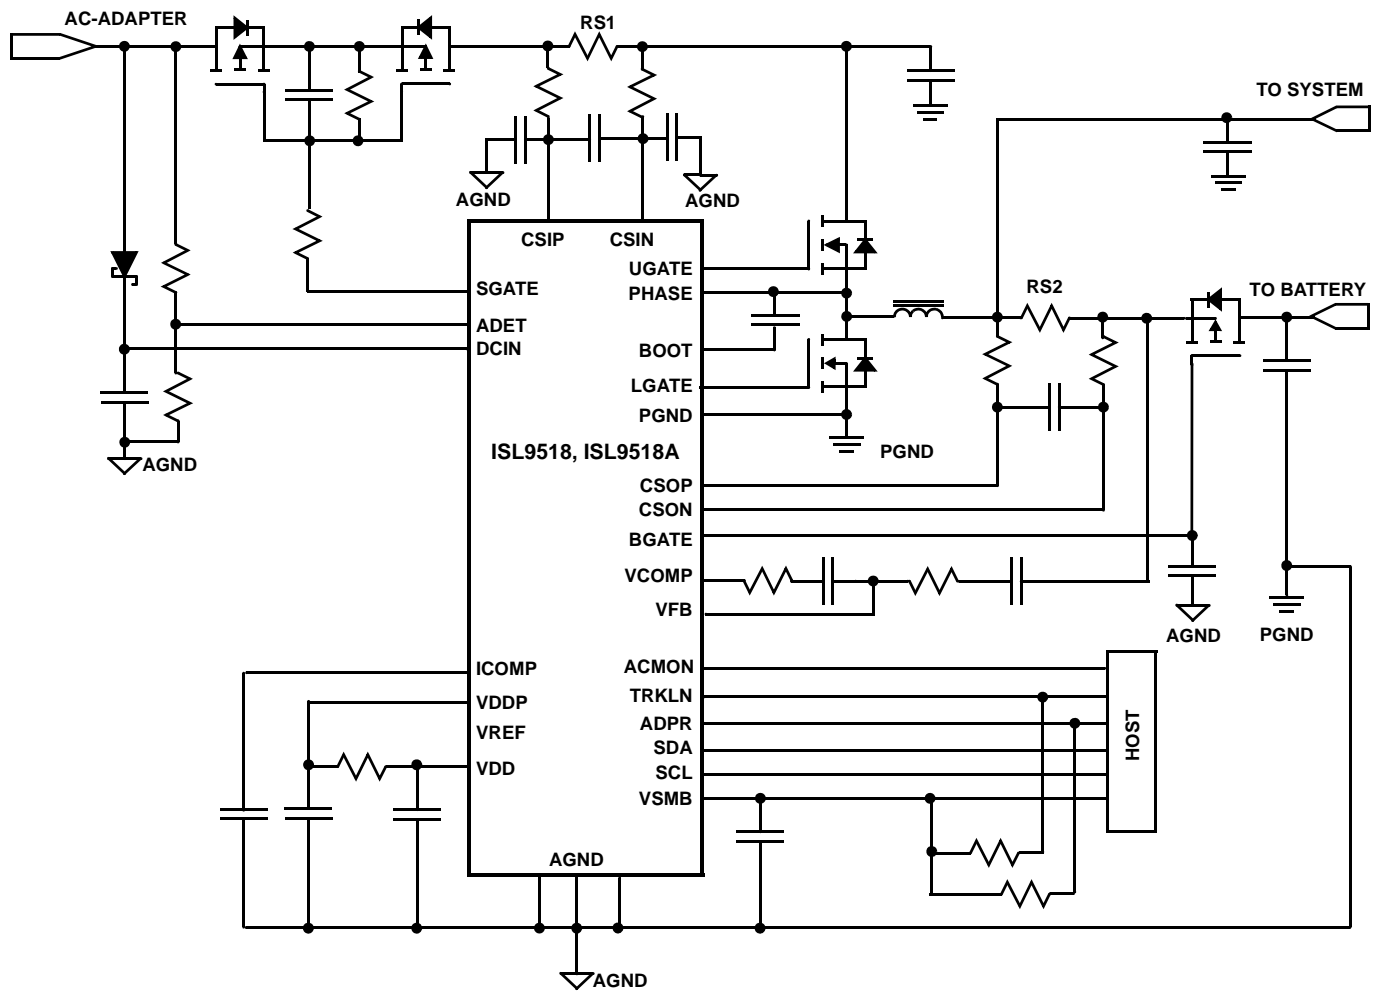 AC-ADAPTER
RS1
TO SYSTEM
AGND
AGND
CSIP
CSIN
UGATE
PHASE
BOOT
LGATE
PGND
SGATE
ADET
DCIN
AGND
RS2
TO BATTERY
PGND
ISL9518, ISL9518A
CSOP
CSON
BGATE
VCOMP
VFB
AGND
PGND
ICOMP
VDDP
VREF
VDD
ACMON
TRKLN
ADPR
SDA
SCL
VSMB
HOST
AGND
AGND